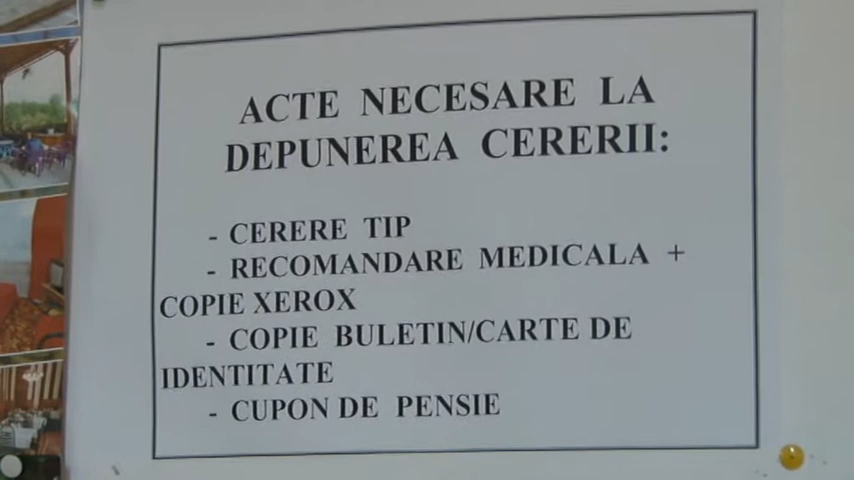 ACTE NECESARE LA
DEPUNEREA CERERII:
- CERERE TIP
- RECOMANDARE MEDICALA +
COPIE XEROX
- COPIE BULETIN/CARTE DE
IDENTITATE
- CUPON DE PENSIE